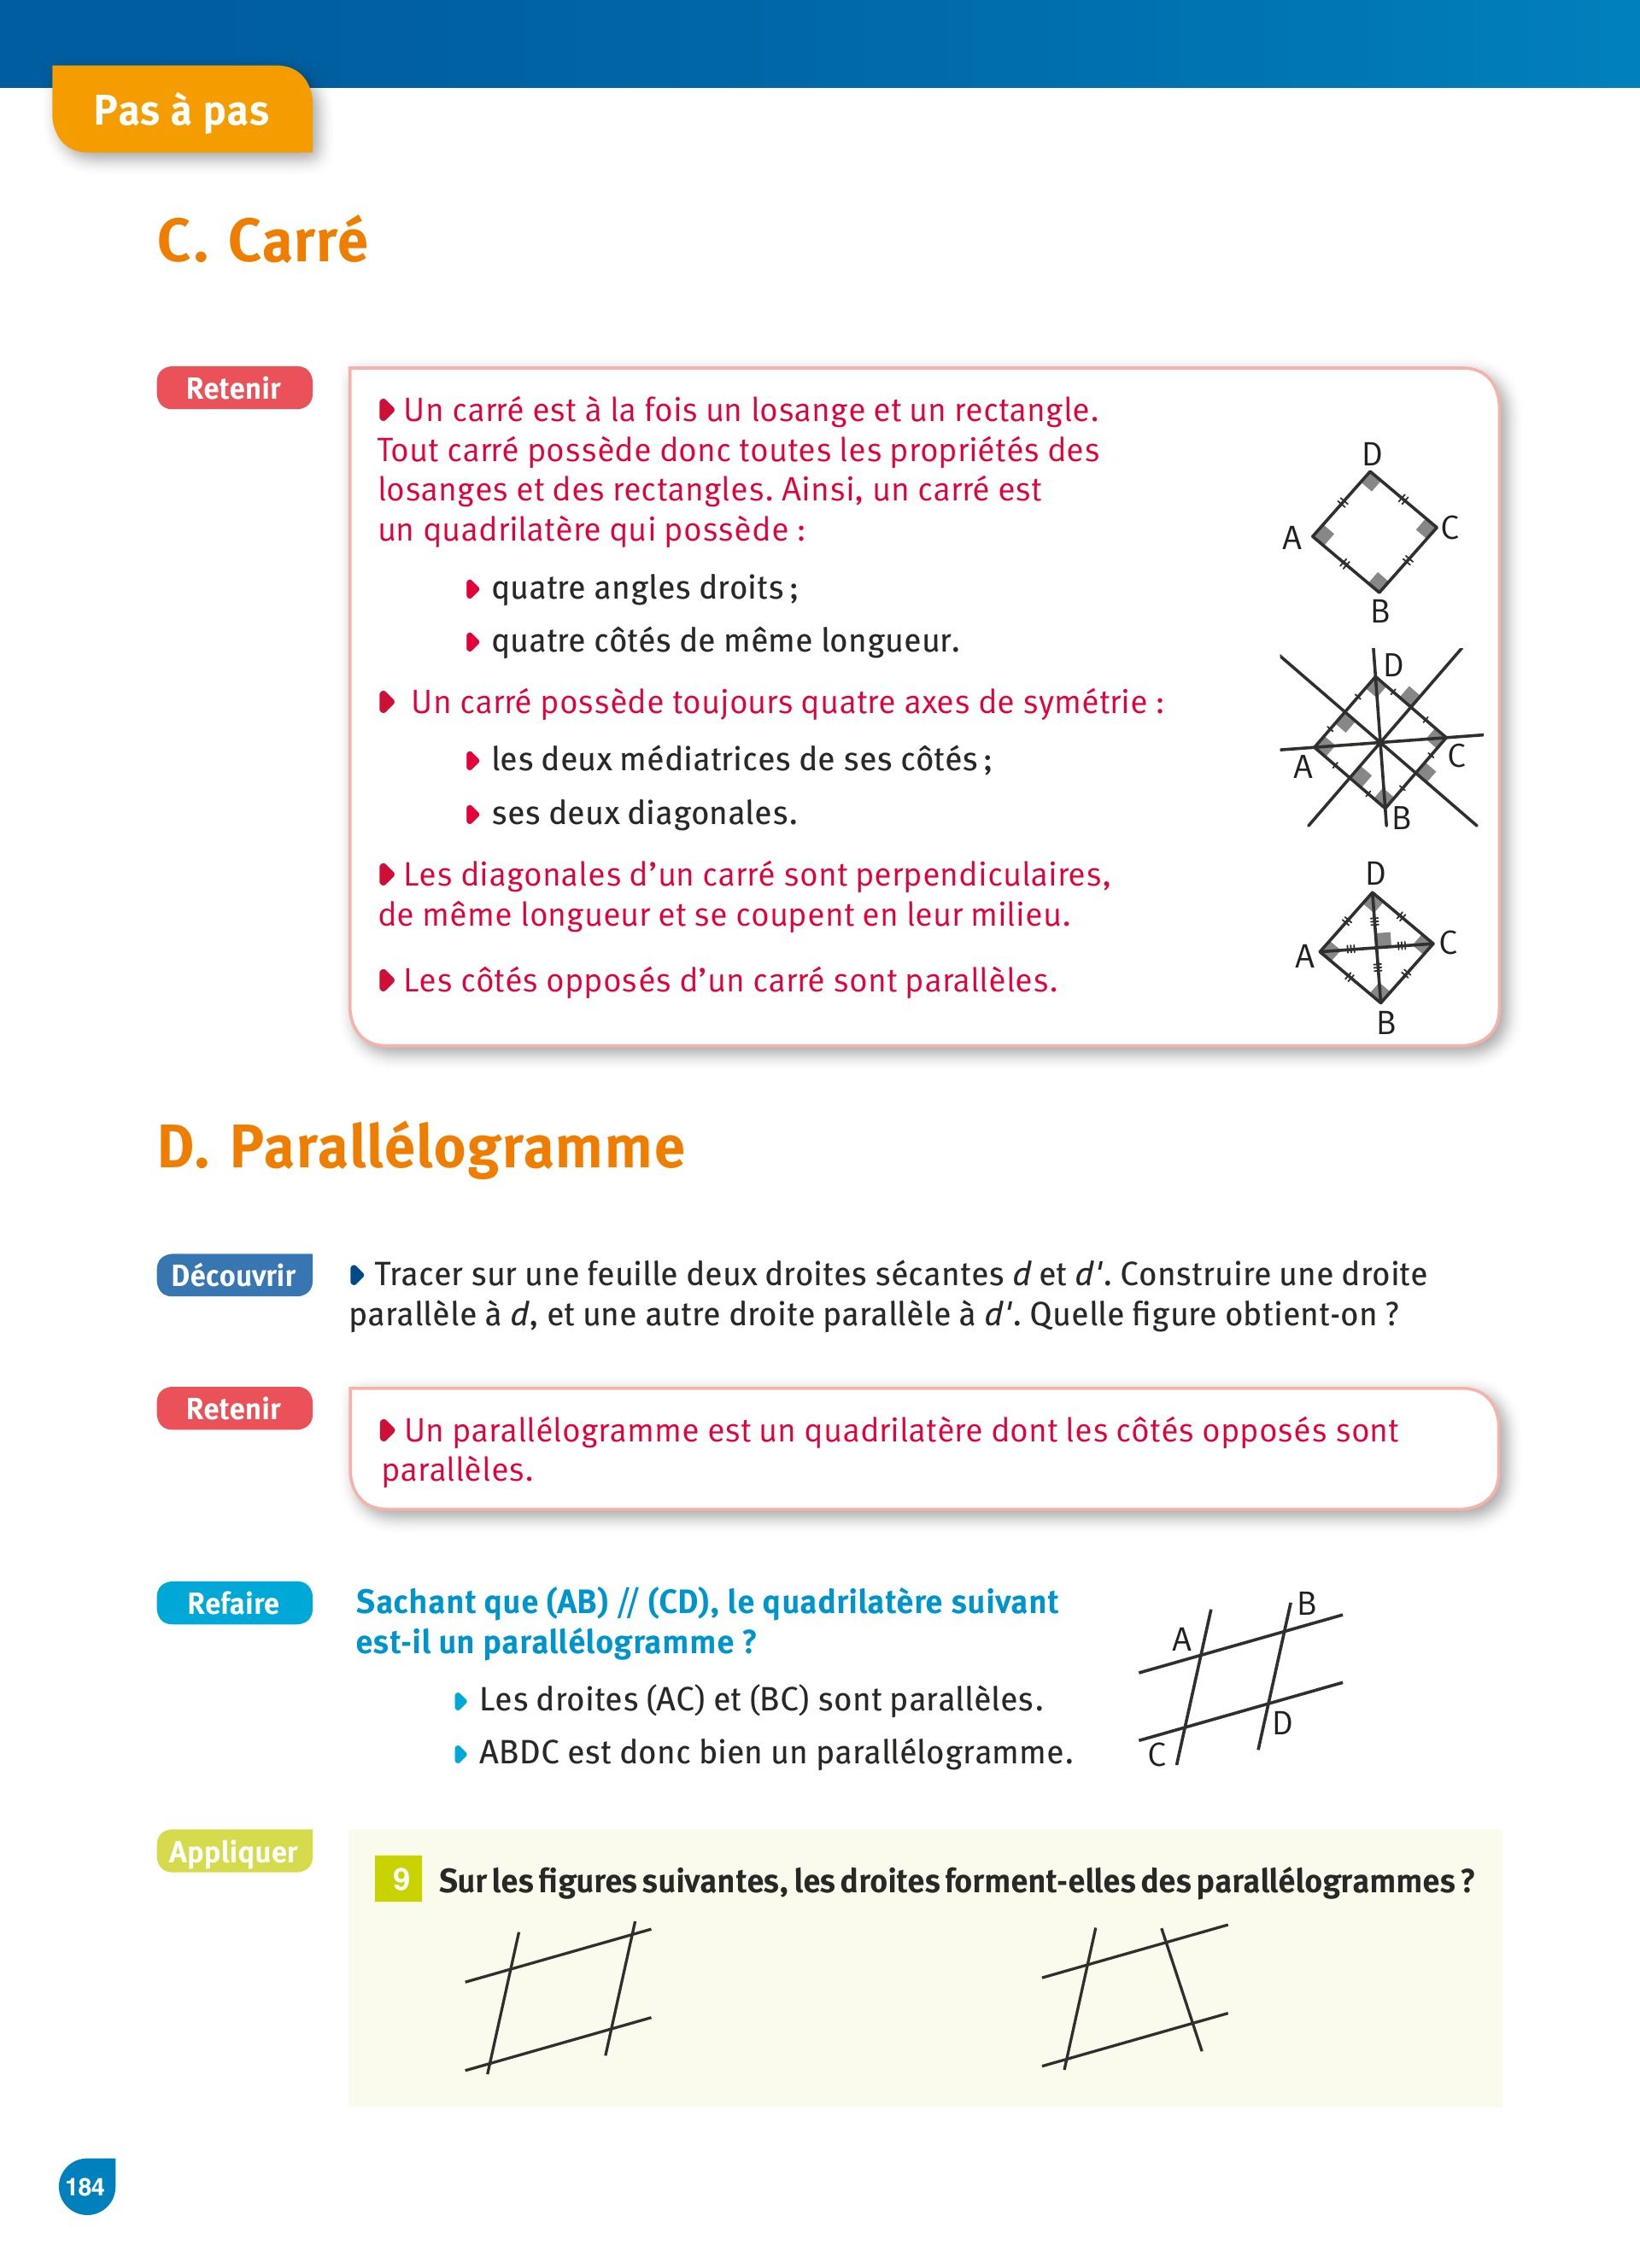 Pas à pas
C. Carré
Retenir
Un carré est à la fois un losange et un rectangle.
Tout carré possède donc toutes les propriétés des
losanges et des rectangles. Ainsi, un carré est
un quadrilatère qui possède :
quatre angles droits ;
quatre côtés de même longueur.
D
A
C
B
Un carré possède toujours quatre axes de symétrie :
les deux médiatrices de ses côtés ;
ses deux diagonales.
D
A
C
B
Les diagonales d'un carré sont perpendiculaires,
de même longueur et se coupent en leur milieu.
Les côtés opposés d'un carré sont parallèles.
D
A
C
B
D. Parallélogramme
Découvrir
Tracer sur une feuille deux droites sécantes d et d'. Construire une droite
parallèle à d, et une autre droite parallèle à d'. Quelle figure obtient-on ?
Retenir
Un parallélogramme est un quadrilatère dont les côtés opposés sont
parallèles.
Refaire
Sachant que (AB) // (CD), le quadrilatère suivant
est-il un parallélogramme ?
Les droites (AC) et (BC) sont parallèles.
ABDC est donc bien un parallélogramme.
B
A
D
C
Appliquer
9 Sur les figures suivantes, les droites forment-elles des parallélogrammes ?
184